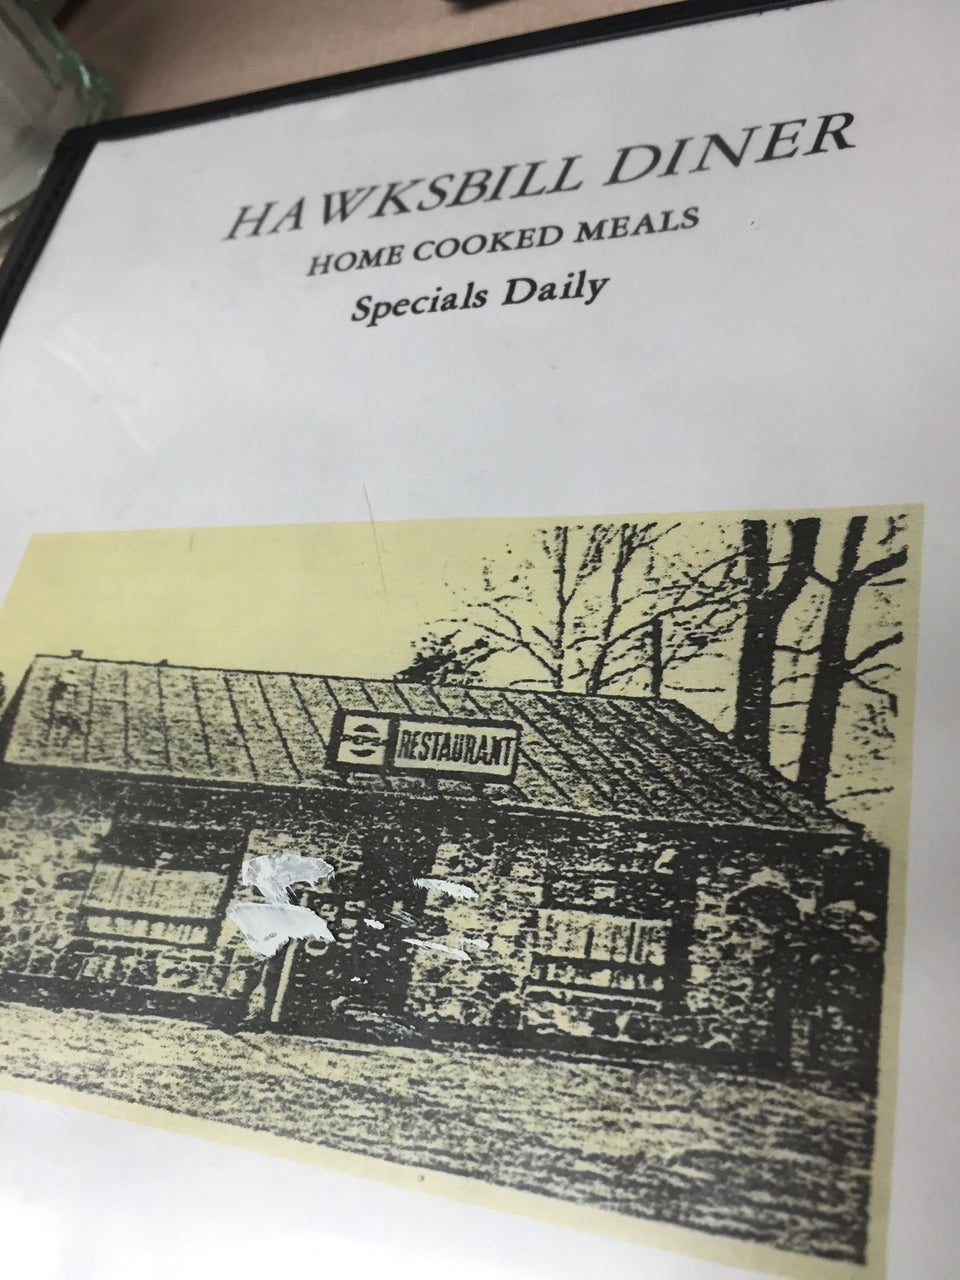 HAWKSBILL DINER
HOME COOKED MEALS
Specials Daily
RESTAURANT